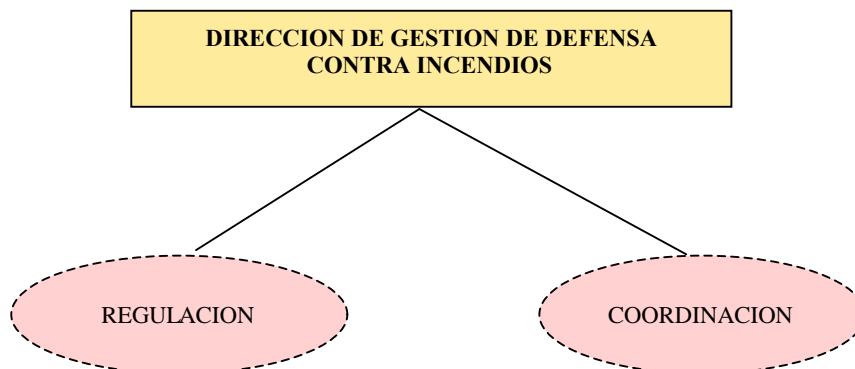 DIRECCION DE GESTION DE DEFENSA
CONTRA INCENDIOS
REGULACION
COORDINACION